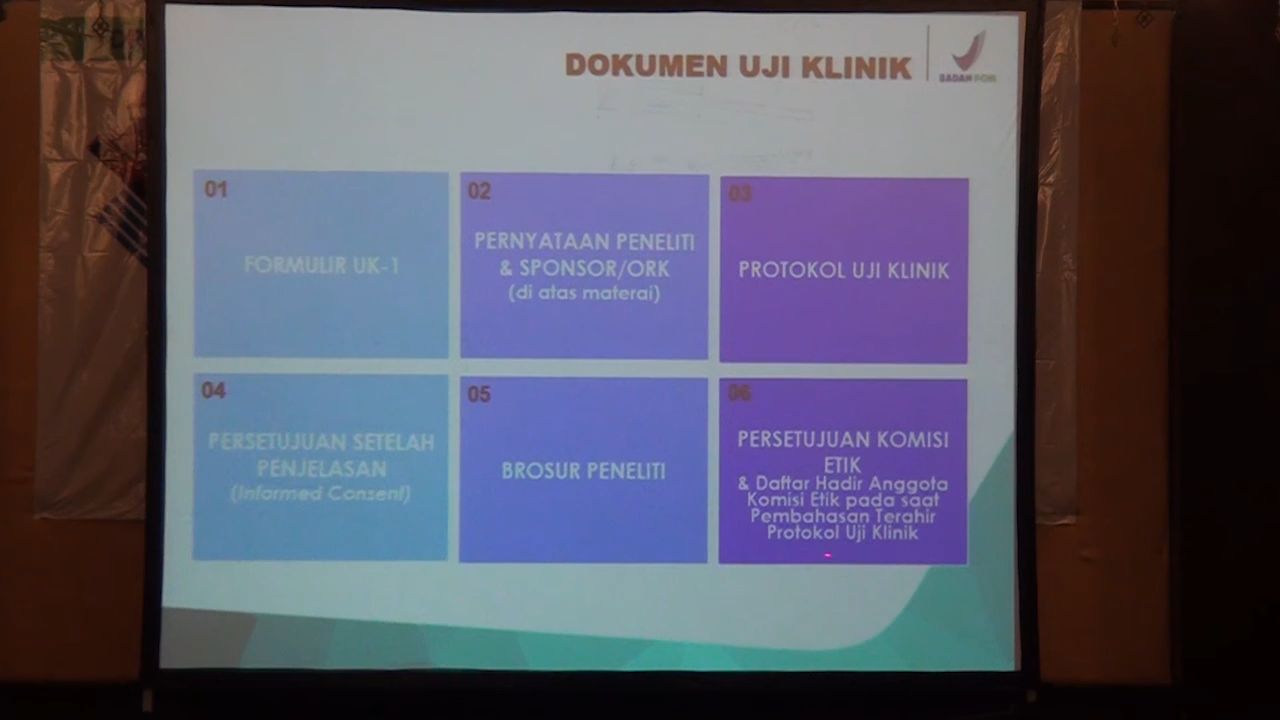 DOKUMEN UJI KLINIK
BADAN POM
01
FORMULIR UK-1
02
PERNYATAAN PENELITI
& SPONSOR/ORK
(di atas materai)
03
PROTOKOL UJI KLINIK
04
PERSETUJUAN SETELAH
PENJELASAN
(Informed Consent)
05
BROSUR PENELITI
06
PERSETUJUAN KOMISI
ETIK
& Daftar Hadir Anggota
Komisi Etik pada saat
Pembahasan Terahir
Protokol Uji Klinik